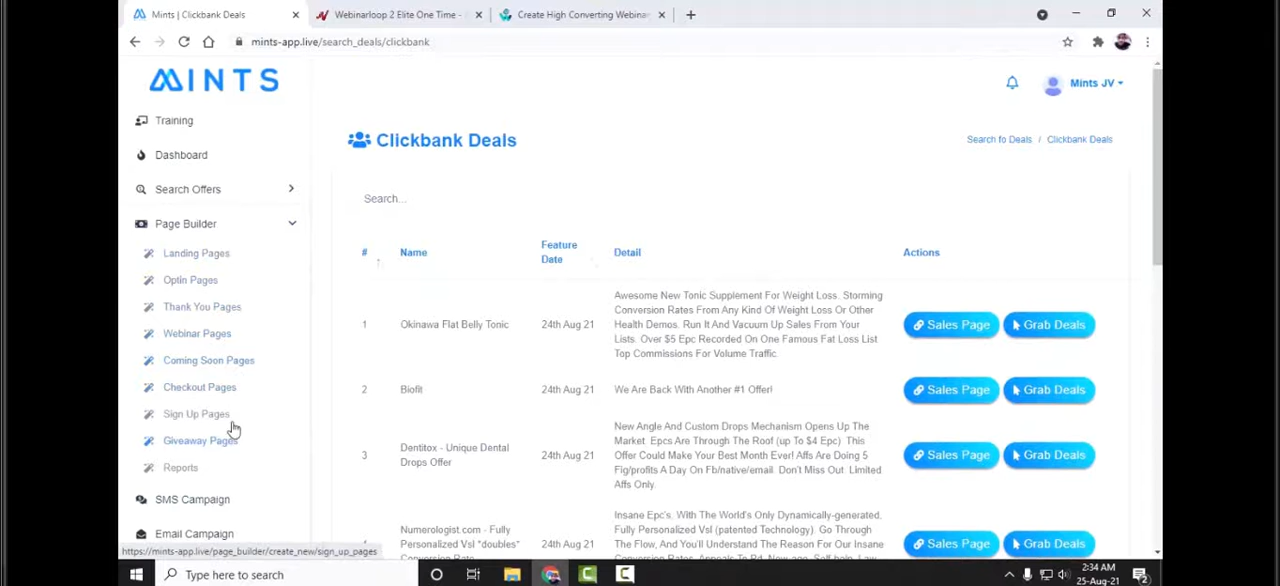 Mints | Clickbank Deals
Webinarloop 2 Elite One Time -
Create High Converting Webinar
mints-app.live/search_deals/clickbank
MINTS
Mints JV
Training
Dashboard
Search Offers
Page Builder
Landing Pages
Optin Pages
Thank You Pages
Webinar Pages
Coming Soon Pages
Checkout Pages
Sign Up Pages
Giveaway Pages
Reports
SMS Campaign
Email Campaign
Clickbank Deals
Search fo Deals / Clickbank Deals
Search...
# Name Feature Date Detail Actions
1 Okinawa Flat Belly Tonic 24th Aug 21
Awesome New Tonic Supplement For Weight Loss. Storming
Conversion Rates From Any Kind Of Weight Loss Or Other
Health Demos. Run It And Vacuum Up Sales From Your
Lists. Over $5 Epc Recorded On One Famous Fat Loss List
Top Commissions For Volume Traffic.
Sales Page Grab Deals
2 Biofit 24th Aug 21 We Are Back With Another #1 Offer! Sales Page Grab Deals
3 Dentitox - Unique Dental
Drops Offer
24th Aug 21
New Angle And Custom Drops Mechanism Opens Up The
Market. Epcs Are Through The Roof (up To $4 Epc) This
Offer Could Make Your Best Month Ever! Affs Are Doing 5
Fig/profits A Day On Fb/native/email. Don't Miss Out. Limited
Affs Only.
Sales Page Grab Deals
Numerologist.com - Fully
Personalized Vsl *doubles*
Conversion Rate
24th Aug 21
Insane Epc's. With The World's Only Dynamically-generated,
Fully Personalized Vsl (patented Technology). Go Through
The Flow, And You'll Understand The Reason For Our Insane
Sales Page Grab Deals
https://mints-app.live/page_builder/create_new/sign_up_pages
Type here to search
2:34 AM
25-Aug-21